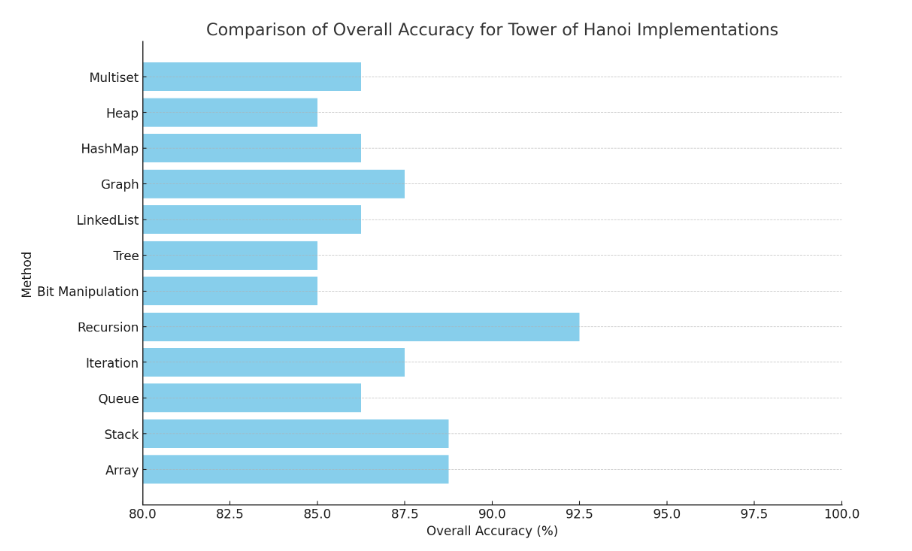 Comparison of Overall Accuracy for Tower of Hanoi Implementations
Method
Multiset
Heap
HashMap
Graph
LinkedList
Tree
Bit Manipulation
Recursion
Iteration
Queue
Stack
Array
80.0 82.5 85.0 87.5 90.0 92.5 95.0 97.5 100.0
Overall Accuracy (%)